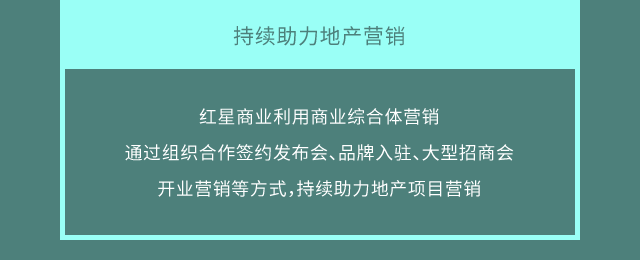 持续助力地产营销
红星商业利用商业综合体营销
通过组织合作签约发布会、品牌入驻、大型招商会
开业营销等方式,持续助力地产项目营销